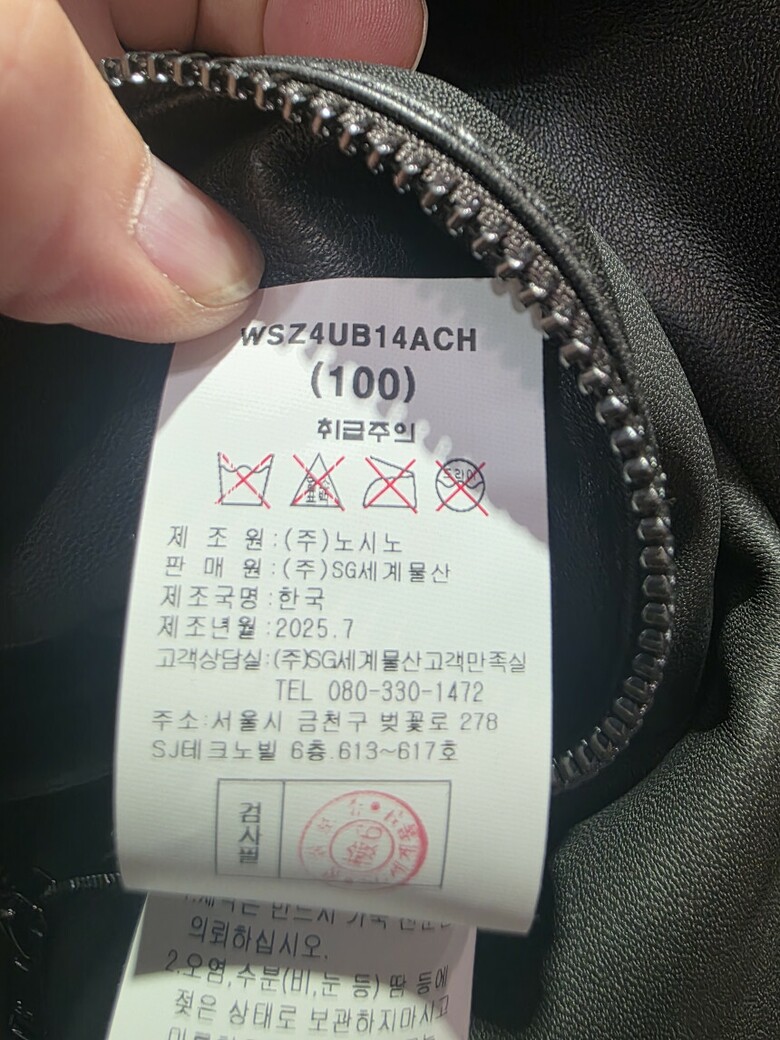 WSZ4UB14ACH
(100)
취급주의
드라이
제 조 원:(주)노시노
판 매 원:(주)SG세계물산
제조국명:한국
제조년월:2025.7
고객상담실:(주)SG세계물산고객만족실
TEL 080-330-1472
주소:서울시 금천구 벚꽃로 278
SJ테크노빌 6층.613~617호
검사필
의뢰하십시오.
2.오염,수분(비,눈 등) 땀 등에
젖은 상태로 보관하지마시고